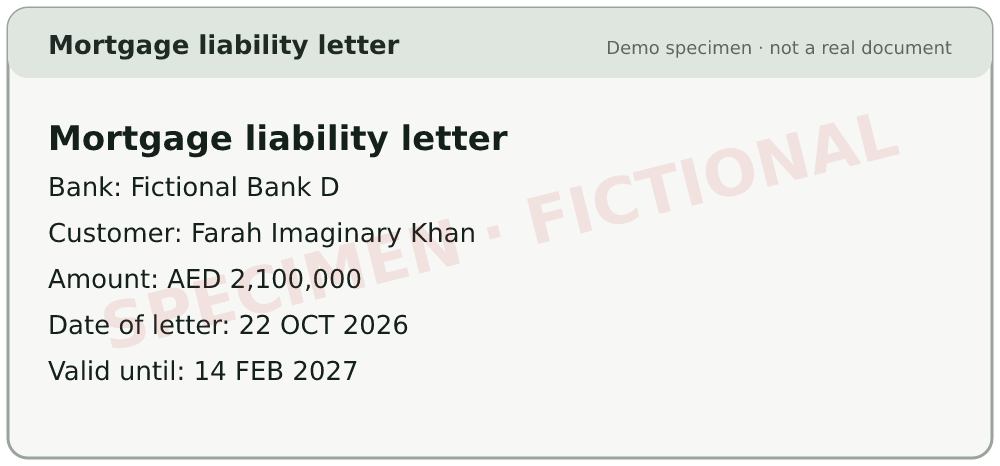 Mortgage liability letter
Demo specimen · not a real document
Mortgage liability letter
Bank: Fictional Bank D
Customer: Farah Imaginary Khan
Amount: AED 2,100,000
Date of letter: 22 OCT 2026
Valid until: 14 FEB 2027
SPECIMEN · FICTIONAL